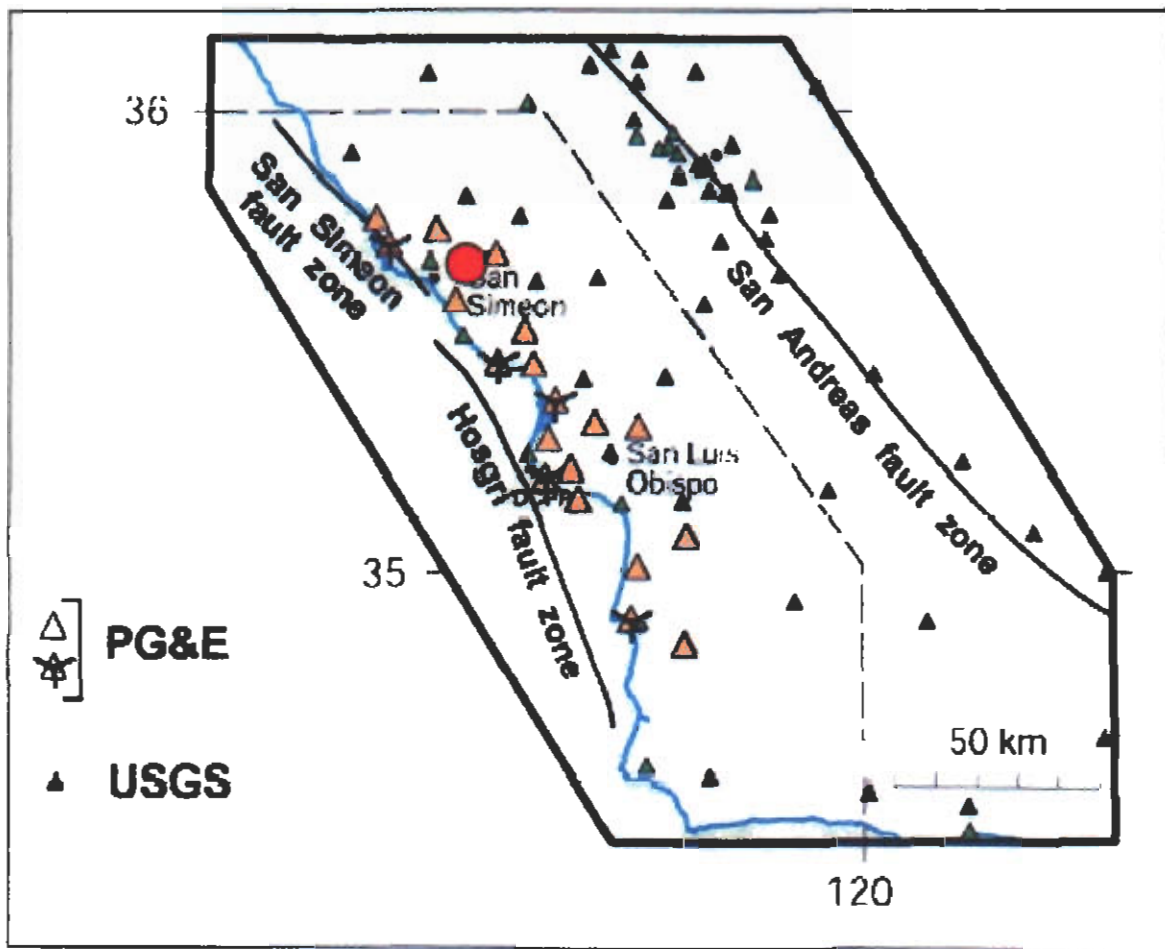 36
San Simeon
fault zone
San
Simeon
San Andreas fault zone
Hosgri fault zone
San Luis
Obispo
35
PG&E
USGS
50 km
120